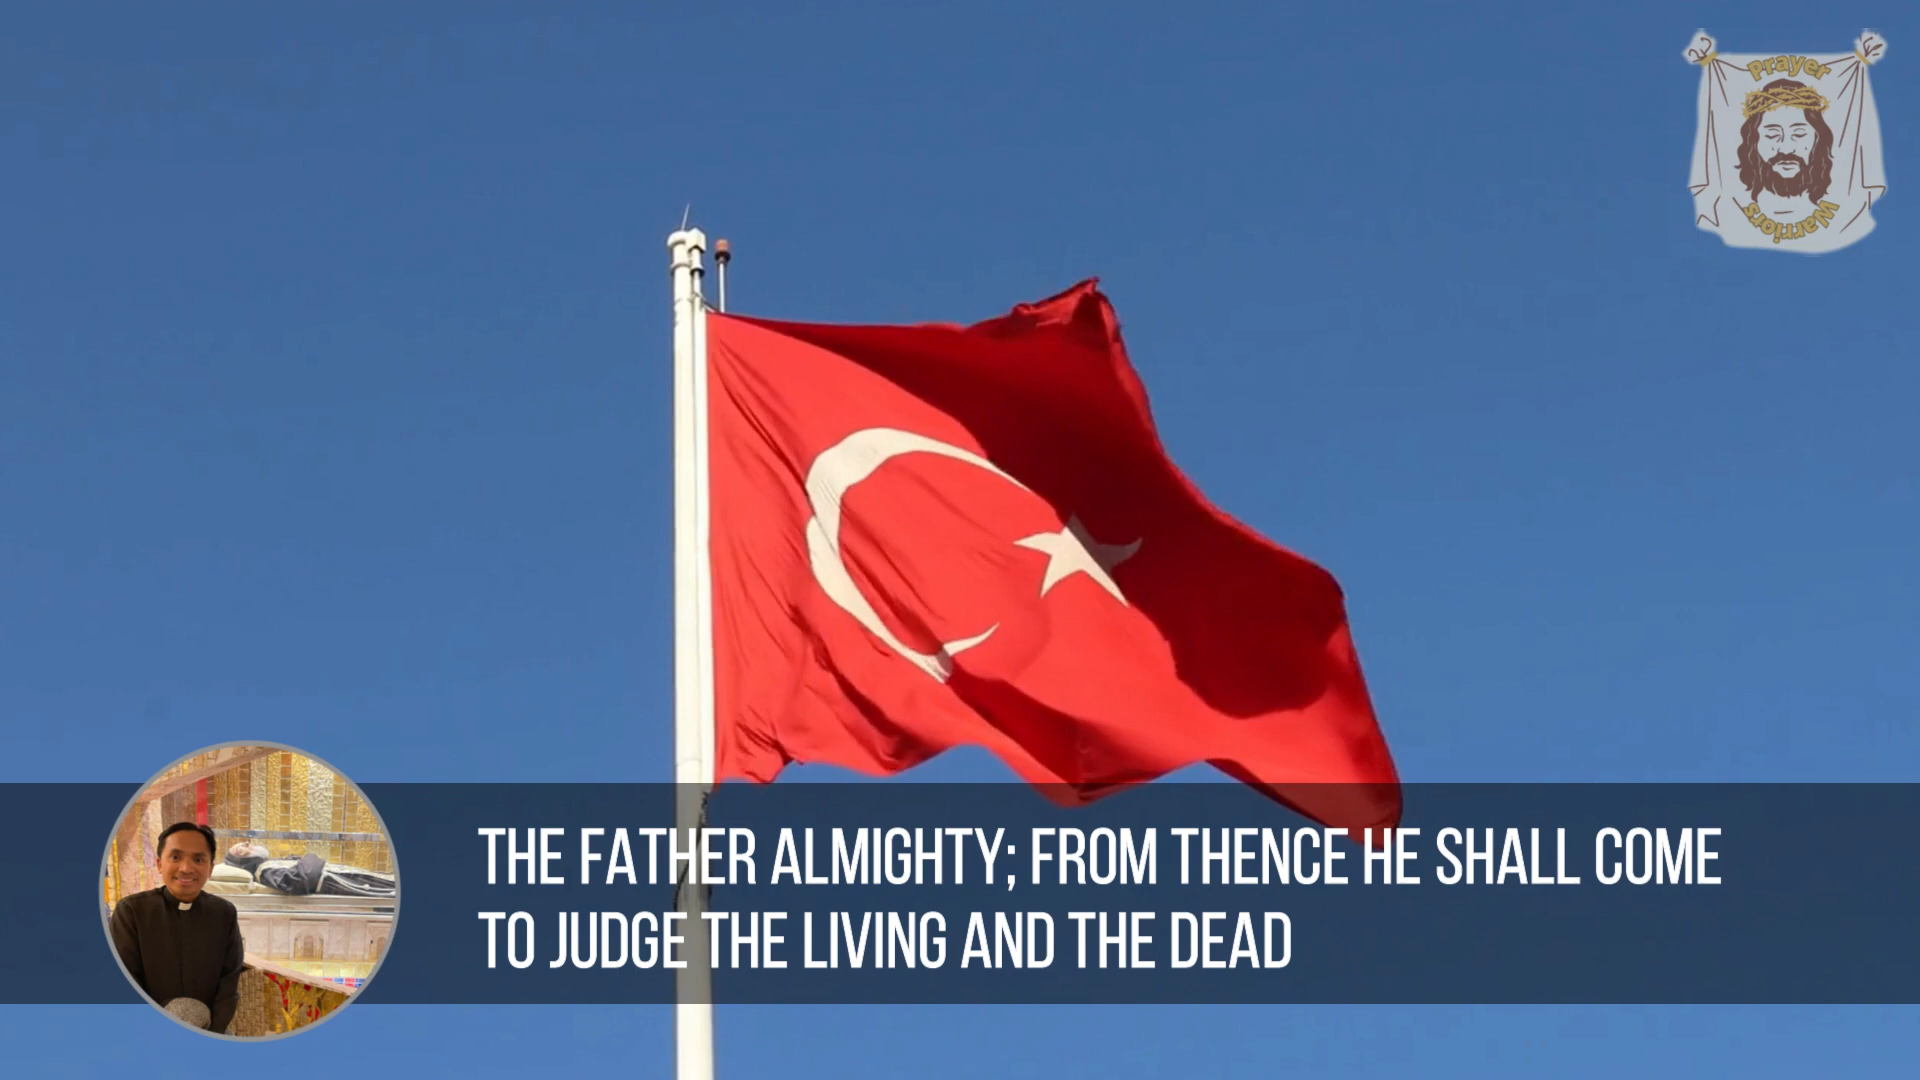 Prayer
Warriors
THE FATHER ALMIGHTY; FROM THENCE HE SHALL COME
TO JUDGE THE LIVING AND THE DEAD